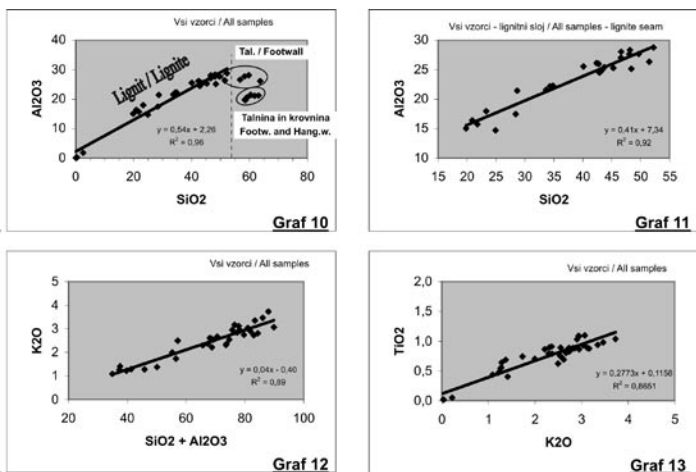 Vsi vzorci / All samples
Al2O3
40
30
20
10
0
Lignit / Lignite
Tal. / Footwall
Talnina in krovnina
Footw. and Hang.w.
y = 0,54x + 2,26
R² = 0,96
0
20
40
60
80
SiO2
Graf 10
Vsi vzorci - lignitni sloj / All samples - lignite seam
Al2O3
30
25
20
15
10
y = 0,41x + 7,34
R² = 0,92
15
20
25
30
35
40
45
50
55
SiO2
Graf 11
Vsi vzorci / All samples
K2O
5
4
3
2
1
0
y = 0,04x - 0,40
R² = 0,89
20
40
60
80
100
SiO2 + Al2O3
Graf 12
Vsi vzorci / All samples
TiO2
2,0
1,5
1,0
0,5
0,0
y = 0,2773x + 0,1158
R² = 0,8651
0
1
2
3
4
5
K2O
Graf 13